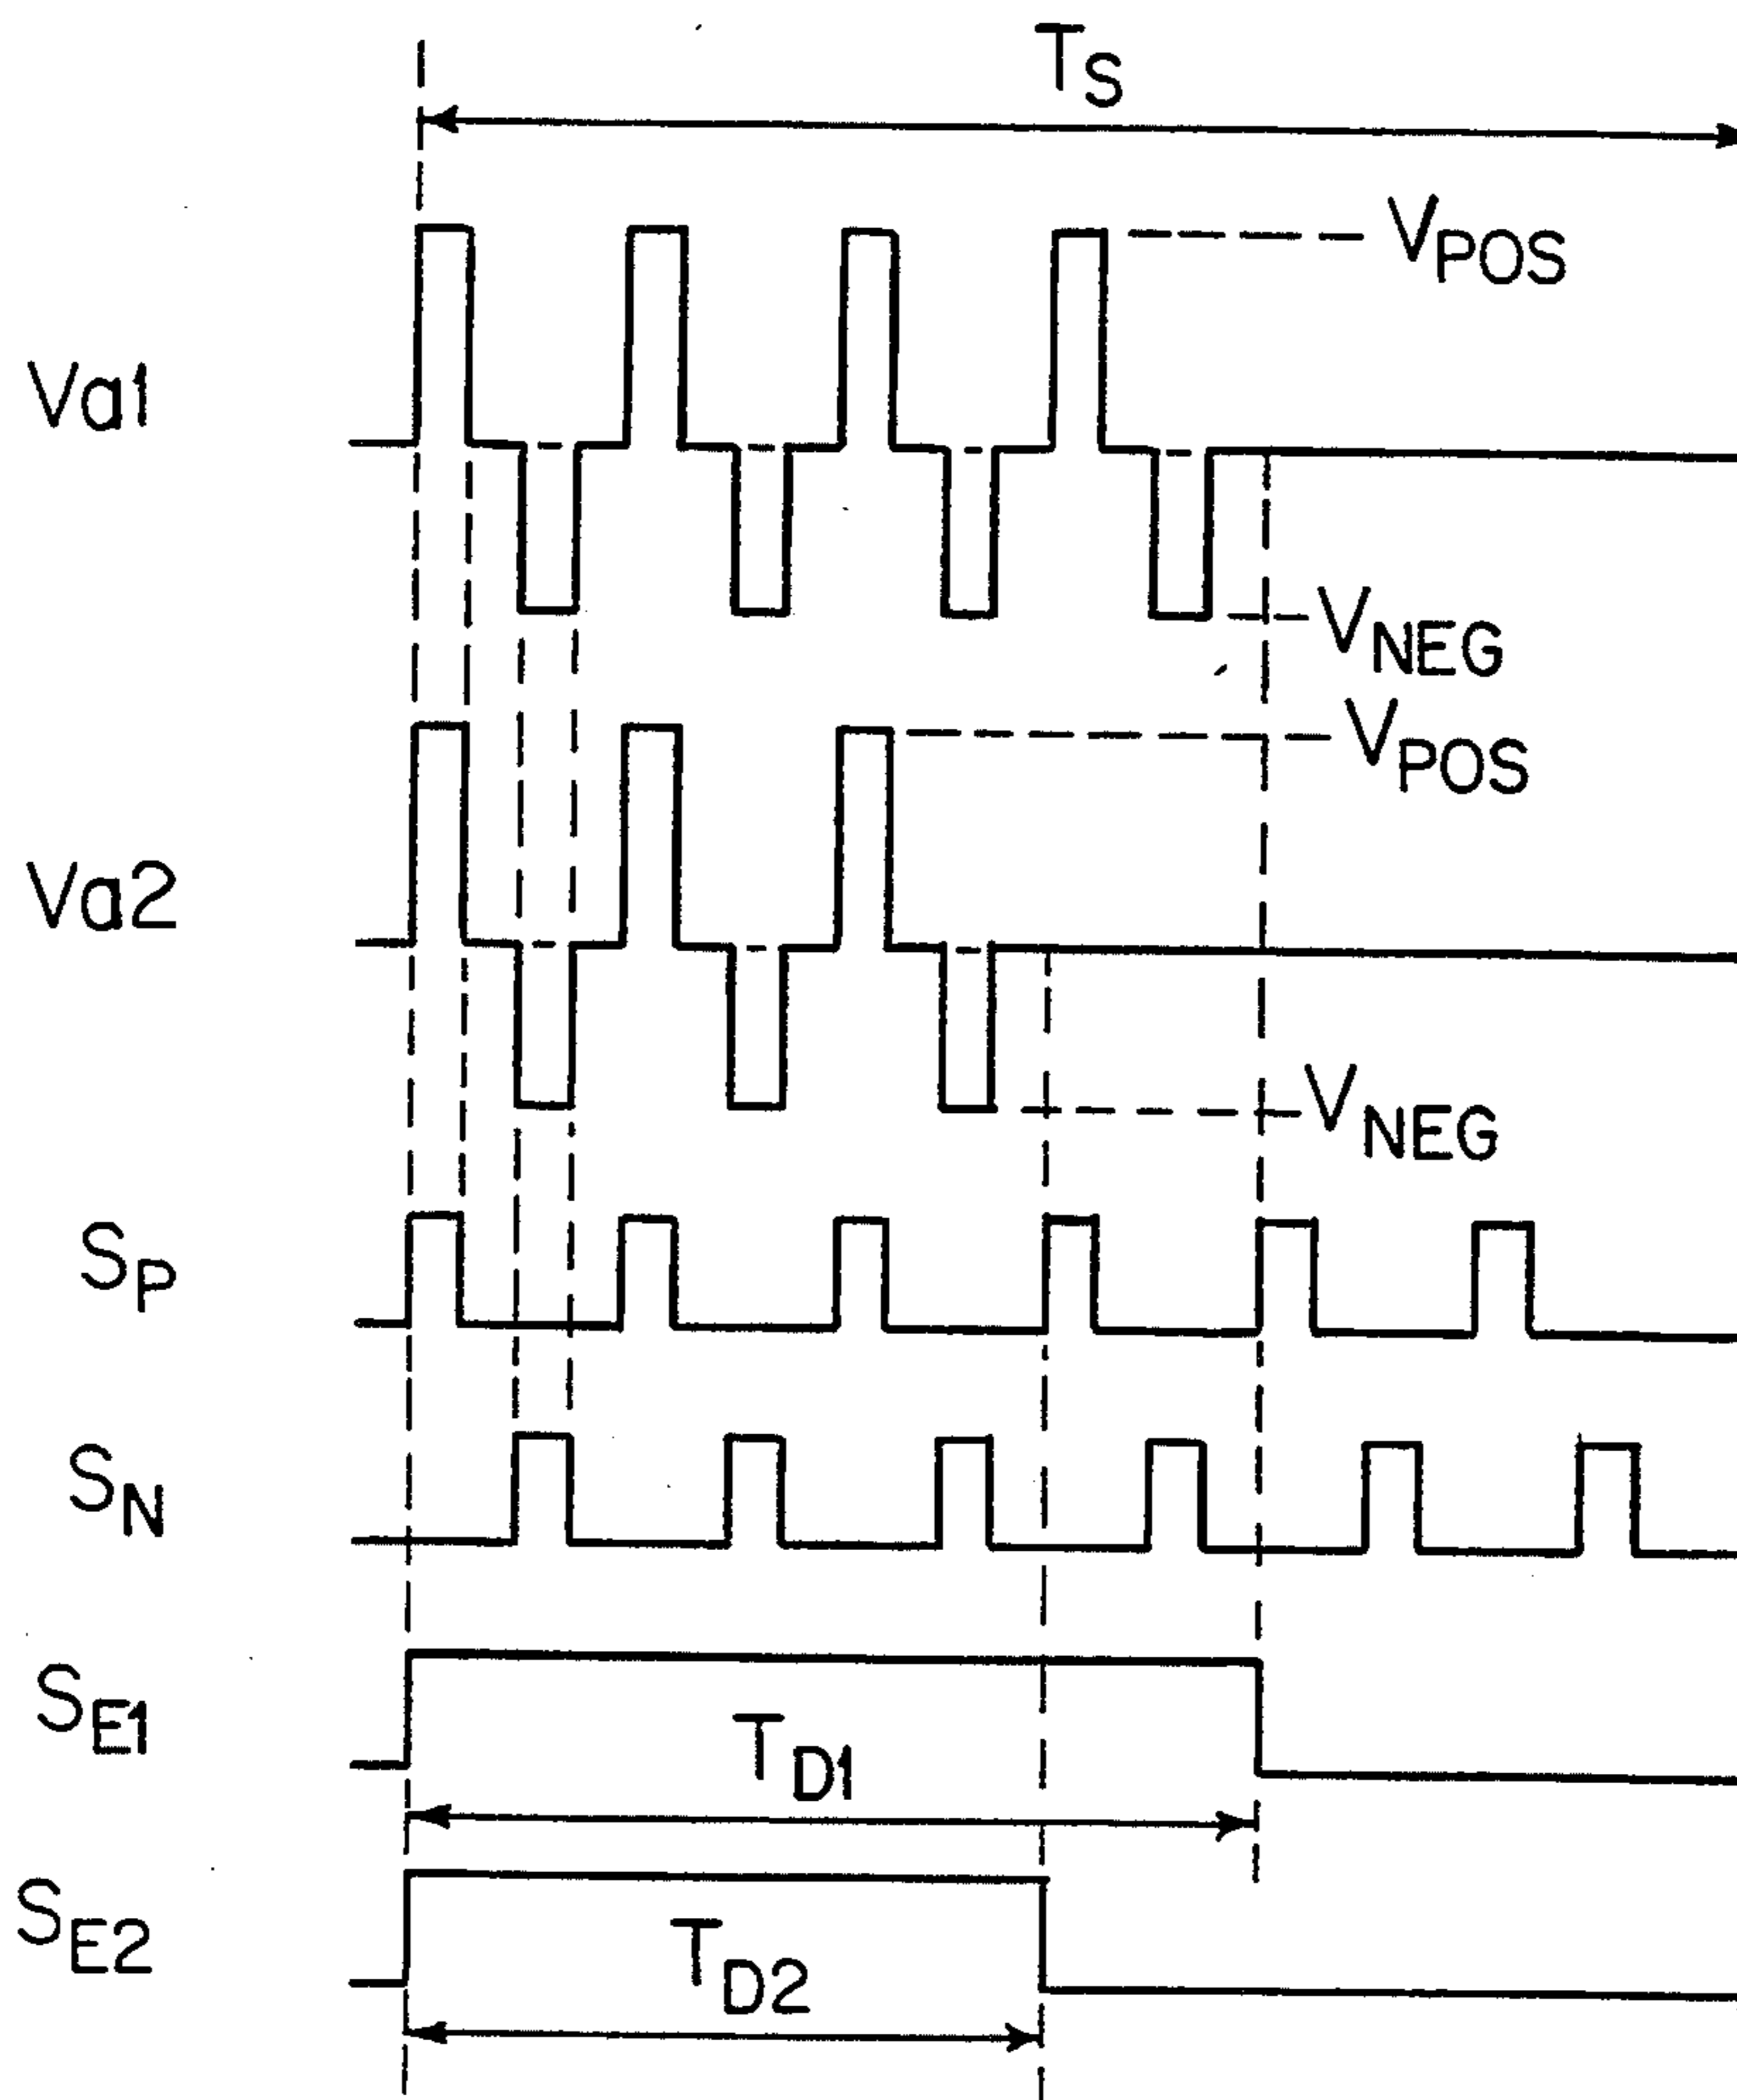 TS
VPOS
Va1
VNEG
VPOS
Va2
VNEG
SP
SN
SE1
TD1
SE2
TD2